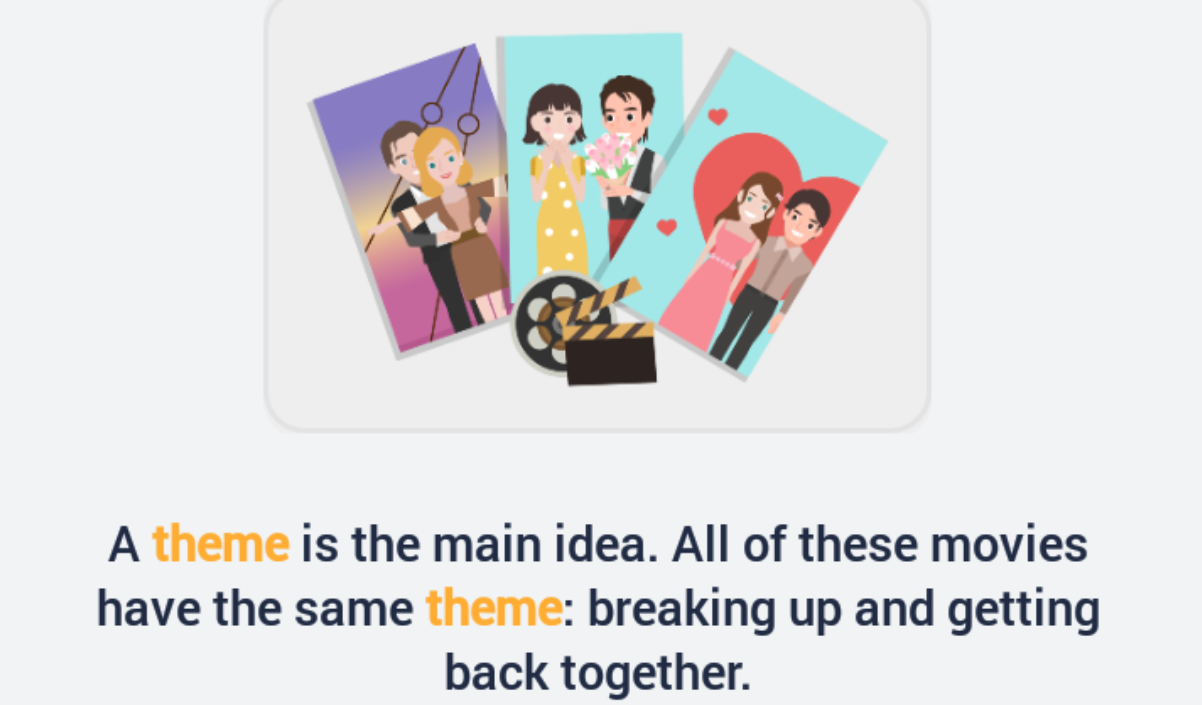 A theme is the main idea. All of these movies
have the same theme: breaking up and getting
back together.